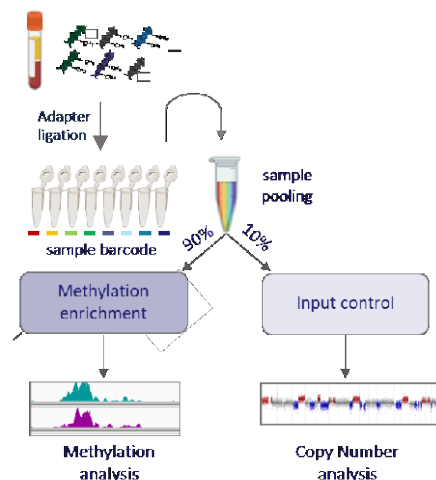 Adapter
ligation
sample
pooling
sample barcode
90%
10%
Methylation
enrichment
Input control
Methylation
analysis
Copy Number
analysis